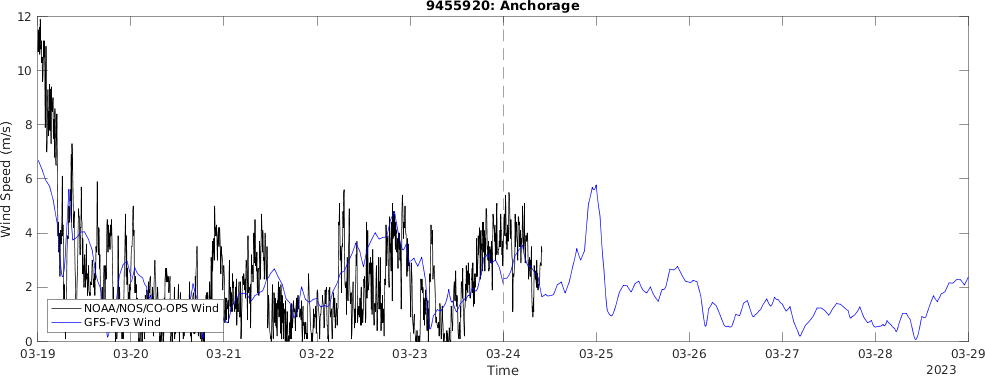 9455920: Anchorage
12
10
8
6
4
2
0
Wind Speed (m/s)
NOAA/NOS/CO-OPS Wind
GFS-FV3 Wind
03-19 03-20 03-21 03-22 03-23 03-24 03-25 03-26 03-27 03-28 03-29
Time
2023